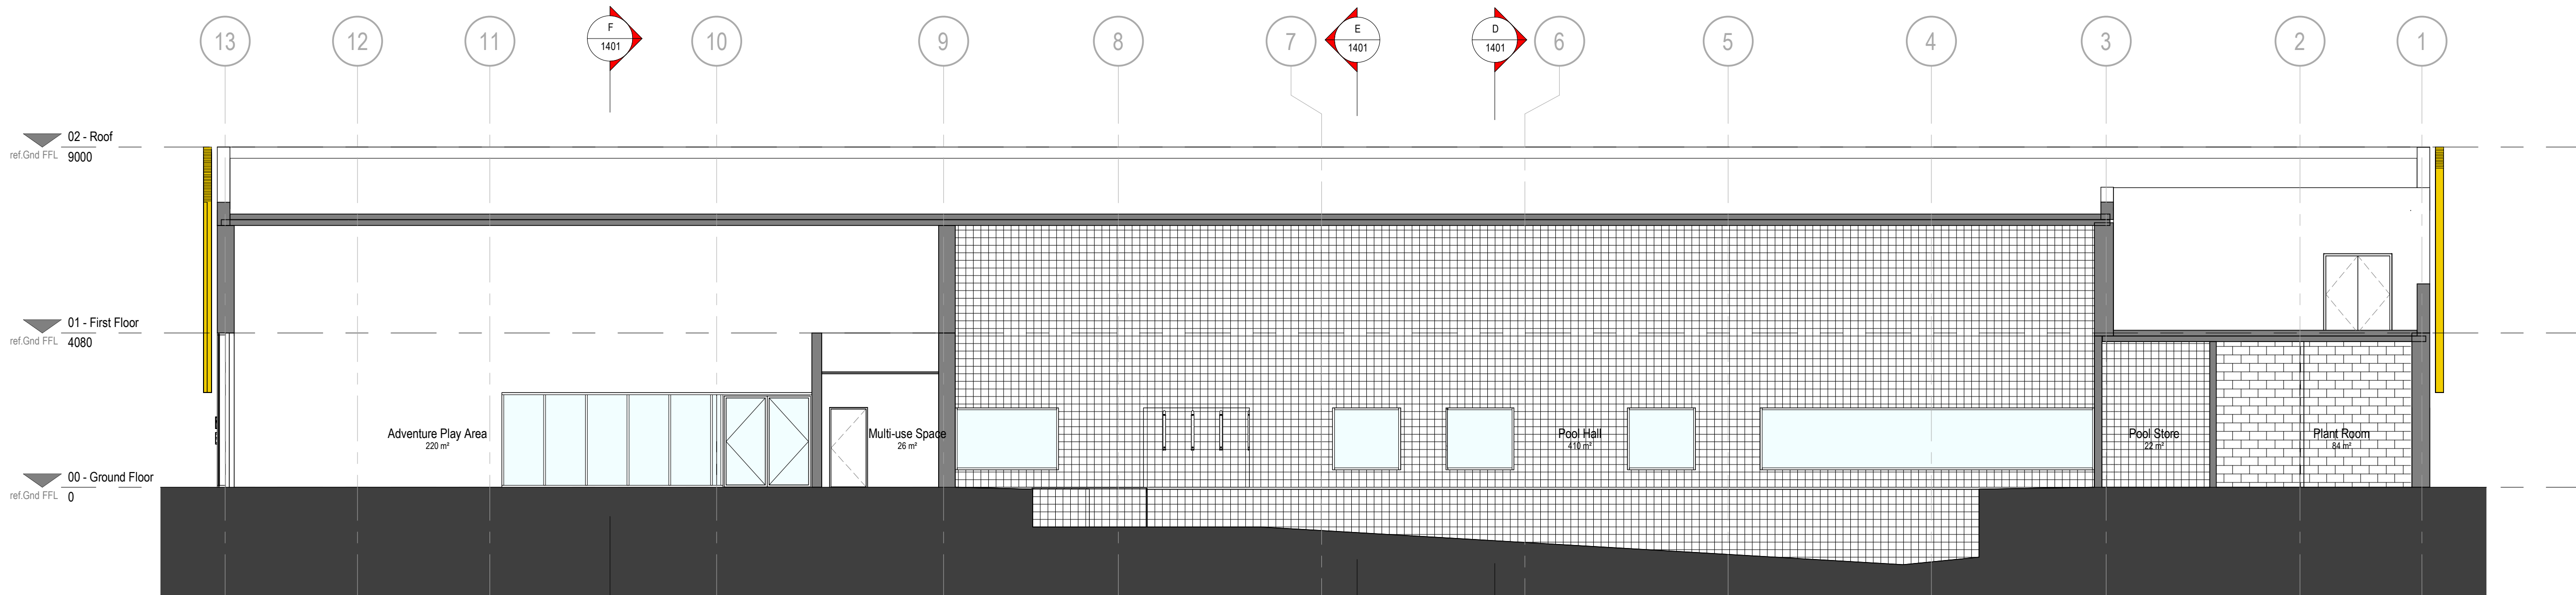 13
12
11
F
1401
10
9
8
7
E
1401
D
1401
6
5
4
3
2
1
02 - Roof
ref.Gnd FFL 9000
01 - First Floor
ref.Gnd FFL 4080
Adventure Play Area
220 m²
Multi-use Space
26 m²
Pool Hall
410 m²
Pool Store
22 m²
Plant Room
84 m²
00 - Ground Floor
ref.Gnd FFL 0